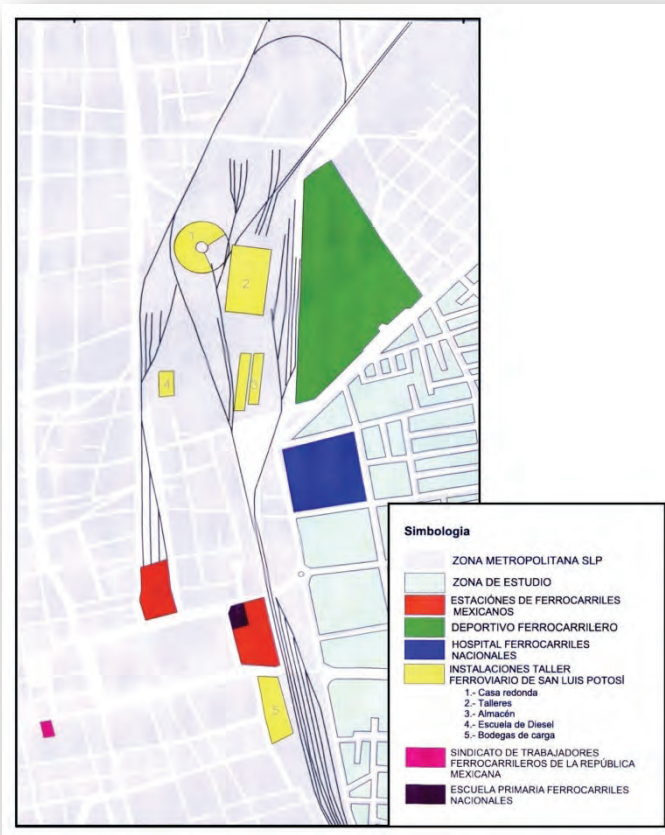 1
2
3
4
5
Simbologia
ZONA METROPOLITANA SLP
ZONA DE ESTUDIO
ESTACIÓNES DE FERROCARRILES
MEXICANOS
DEPORTIVO FERROCARRILERO
HOSPITAL FERROCARRILES
NACIONALES
INSTALACIONES TALLER
FERROVIARIO DE SAN LUIS POTOSÍ
1.- Casa redonda
2.- Talleres
3.- Almacén
4.- Escuela de Diesel
5.- Bodegas de carga
SINDICATO DE TRABAJADORES
FERROCARRILEROS DE LA REPÚBLICA
MEXICANA
ESCUELA PRIMARIA FERROCARRILES
NACIONALES